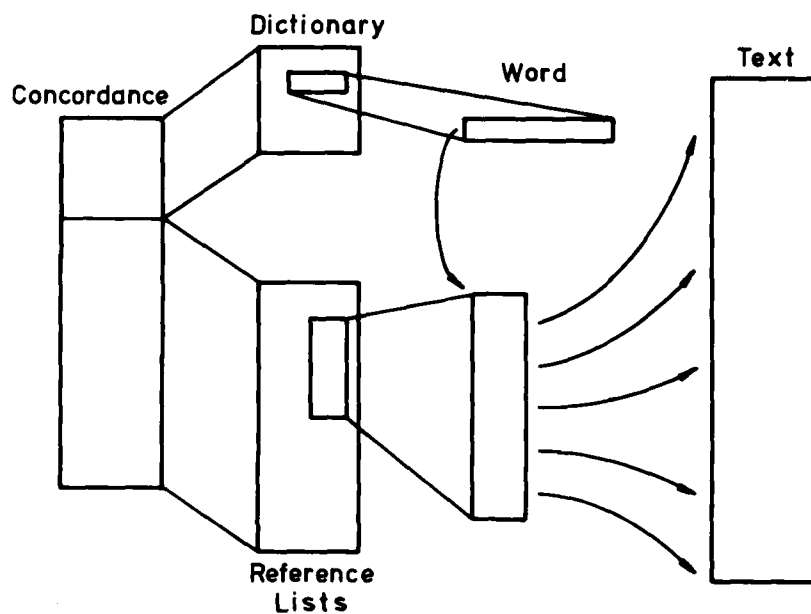 Dictionary
Text
Word
Concordance
Reference
Lists